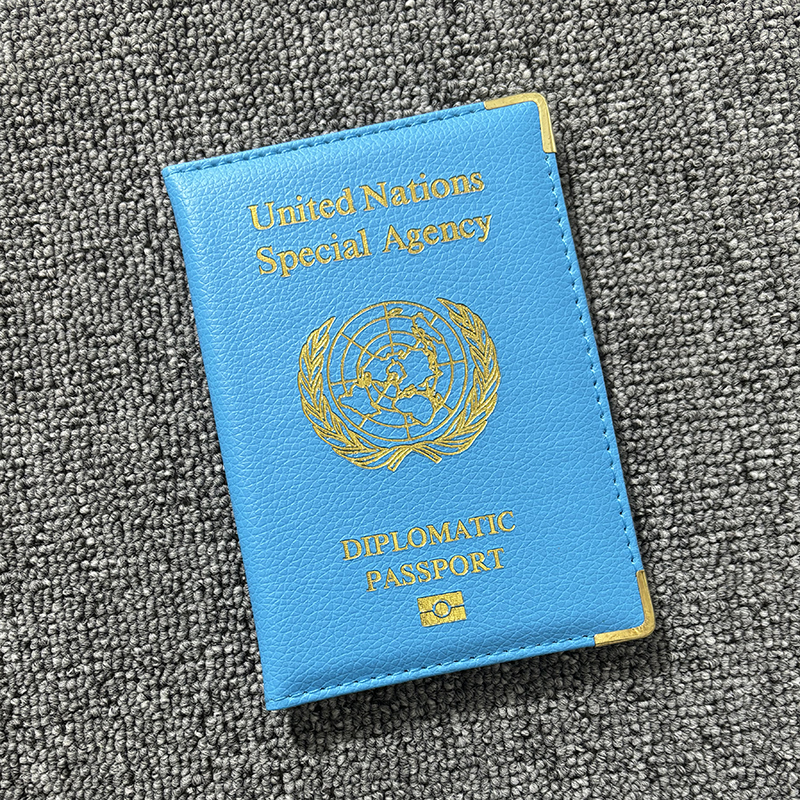 United Nations
Special Agency
DIPLOMATIC
PASSPORT